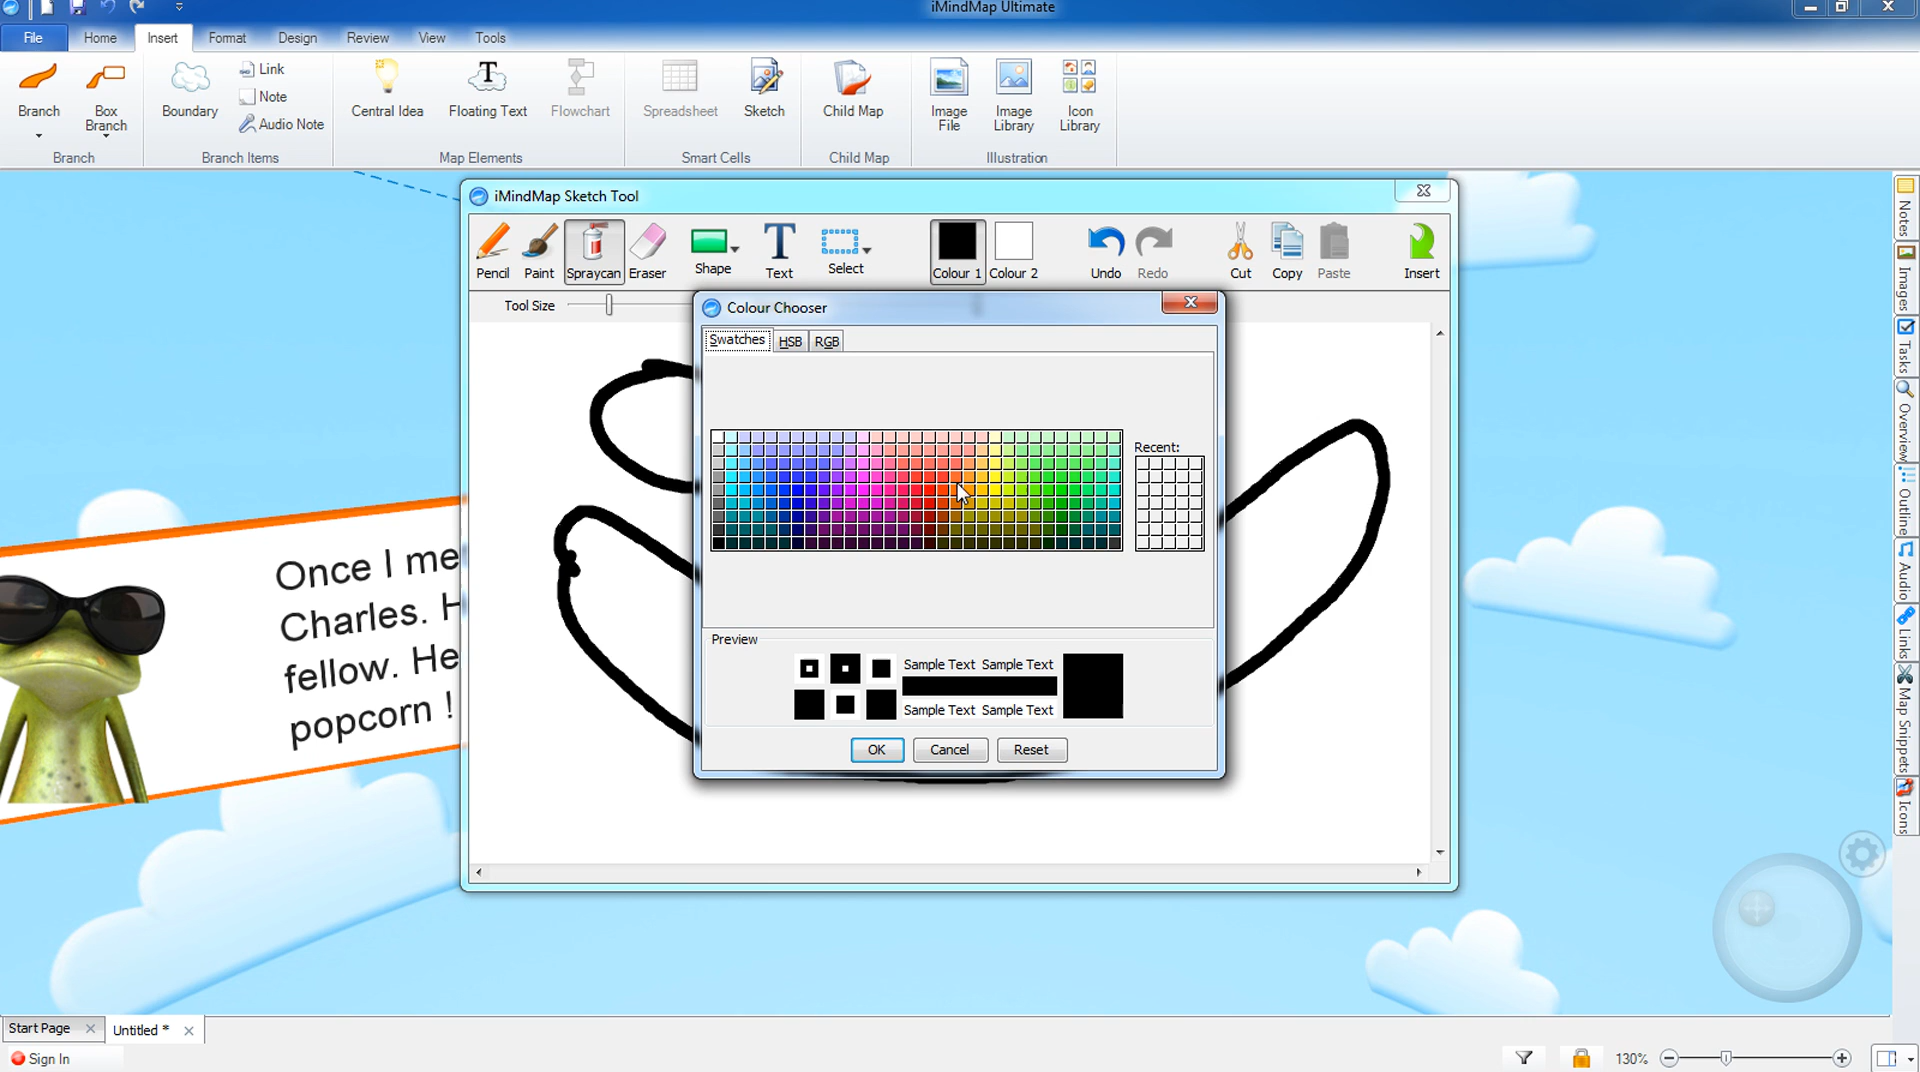 iMindMap Ultimate
File Home Insert Format Design Review View Tools
Branch
Box Branch
Boundary
Link
Note
Audio Note
Central Idea
Floating Text
Flowchart
Spreadsheet
Sketch
Child Map
Image File
Image Library
Icon Library
Branch Branch Items Map Elements Smart Cells Child Map Illustration
iMindMap Sketch Tool
Pencil Paint Spraycan Eraser Shape Text Select Colour 1 Colour 2 Undo Redo Cut Copy Paste Insert
Tool Size
Colour Chooser
Swatches HSB RGB
Recent:
Preview
Sample Text Sample Text
Sample Text Sample Text
OK Cancel Reset
Once I me
Charles. H
fellow. He
popcorn !
Notes
Images
Tasks
Overview
Outline
Audio
Links
Map Snippets
Icons
Start Page Untitled *
Sign In
130%